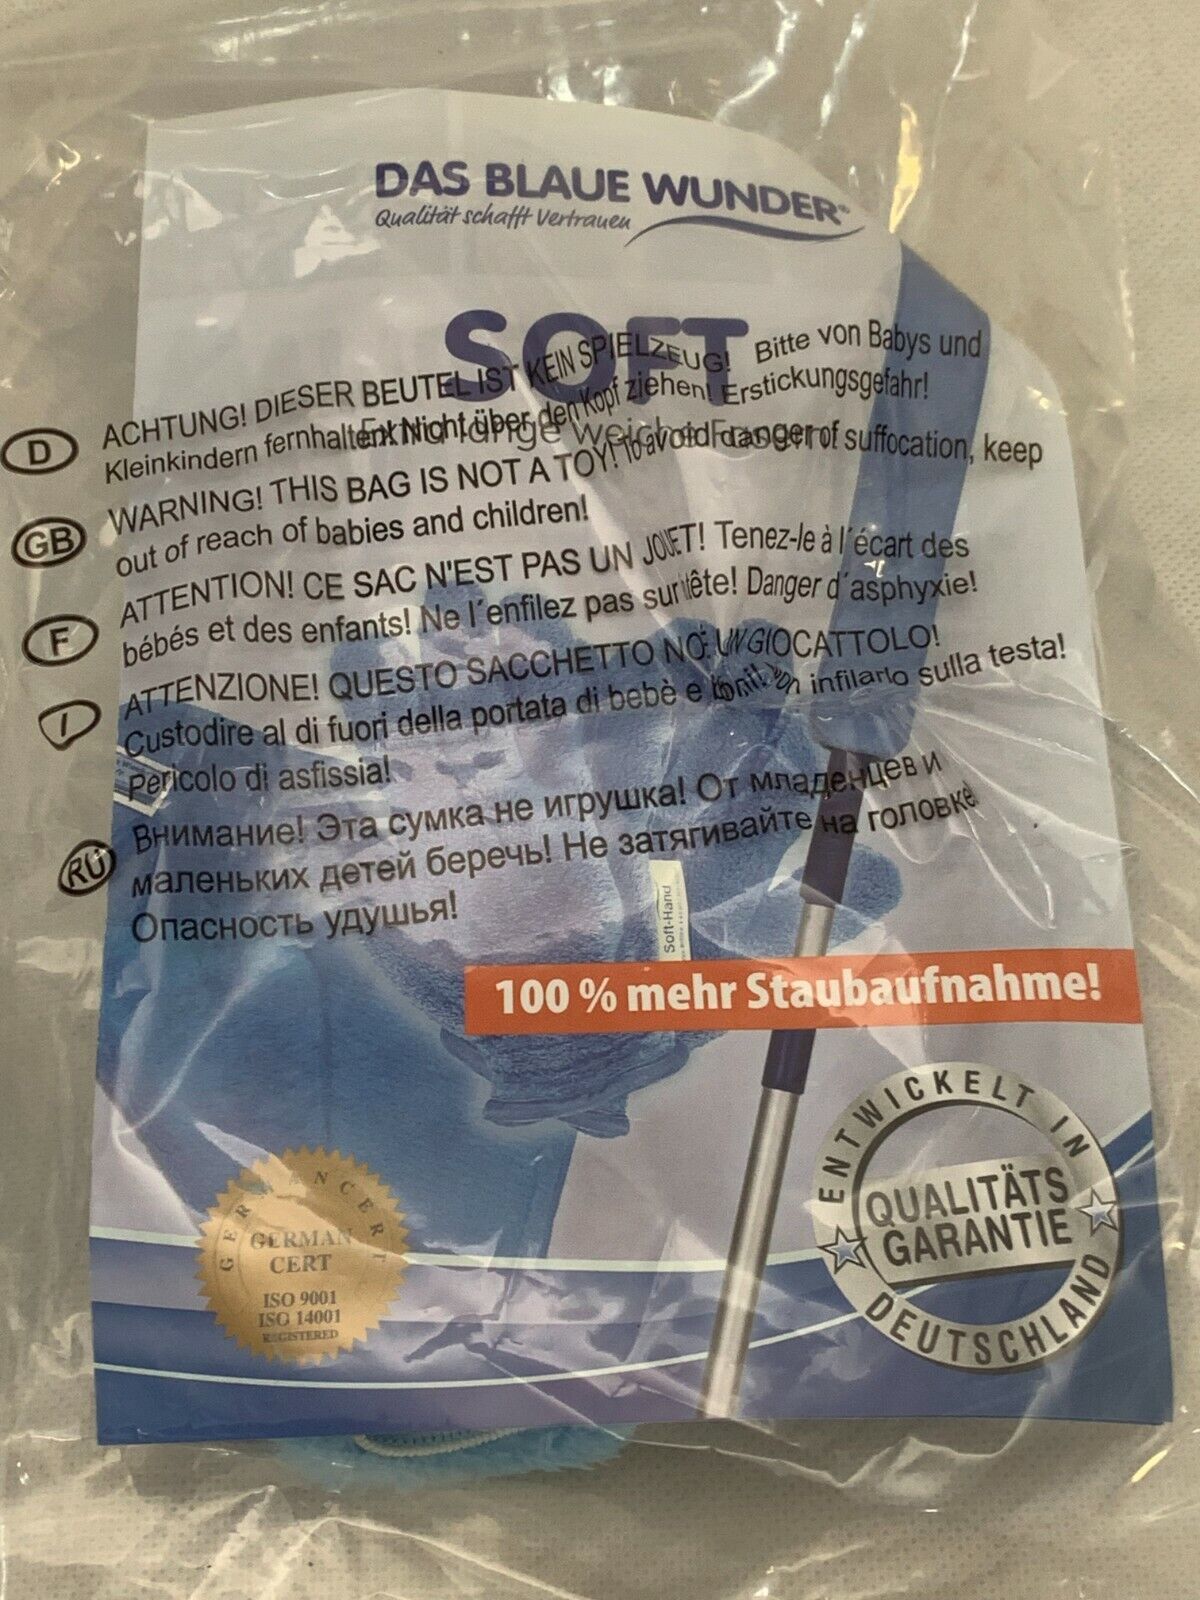 DAS BLAUE WUNDER®
Qualität schafft Vertrauen
SOFT
Extra lange weiche Fasern
D
ACHTUNG! DIESER BEUTEL IST KEIN SPIELZEUG! Bitte von Babys und
Kleinkindern fernhalten! Nicht über den Kopf ziehen! Erstickungsgefahr!
GB
WARNING! THIS BAG IS NOT A TOY! To avoid danger of suffocation, keep
out of reach of babies and children!
F
ATTENTION! CE SAC N'EST PAS UN JOUET! Tenez-le à l´écart des
bébés et des enfants! Ne l´enfilez pas sur tête! Danger d´asphyxie!
I
ATTENZIONE! QUESTO SACCHETTO NO: UN GIOCATTOLO!
Custodire al di fuori della portata di bebè e non infilarlo sulla testa!
Pericolo di asfissia!
RU
Внимание! Эта сумка не игрушка! От младенцев и
маленьких детей беречь! Не затягивайте на головке
Опасность удушья!
Soft-Hand
100 % mehr Staubaufnahme!
ENTWICKELT IN
QUALITÄTS
GARANTIE
DEUTSCHLAND
GERMANCERT
GERMAN
CERT
ISO 9001
ISO 14001
REGISTERED